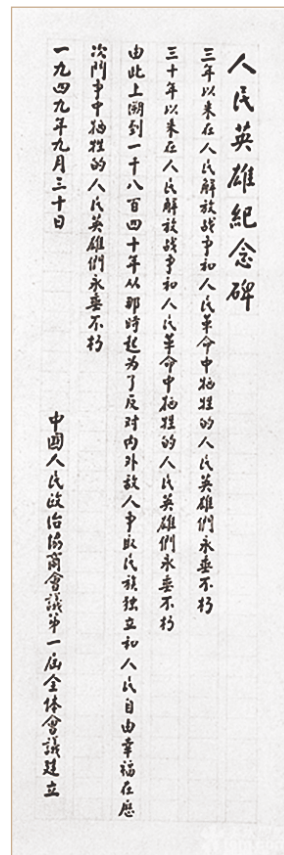 人民英雄紀念碑
三年以来在人民解放战争和人民革命中牺牲的人民英雄們永垂不朽
三十年以来在人民解放战争和人民革命中牺牲的人民英雄們永垂不朽
由此上溯到一千八百四十年从那時起为了反对内外敌人争取民族独立和人民自由幸福在历
次鬥争中牺牲的人民英雄們永垂不朽
一九四九年九月三十日
中國人民政治協商會議第一届全体會議建立